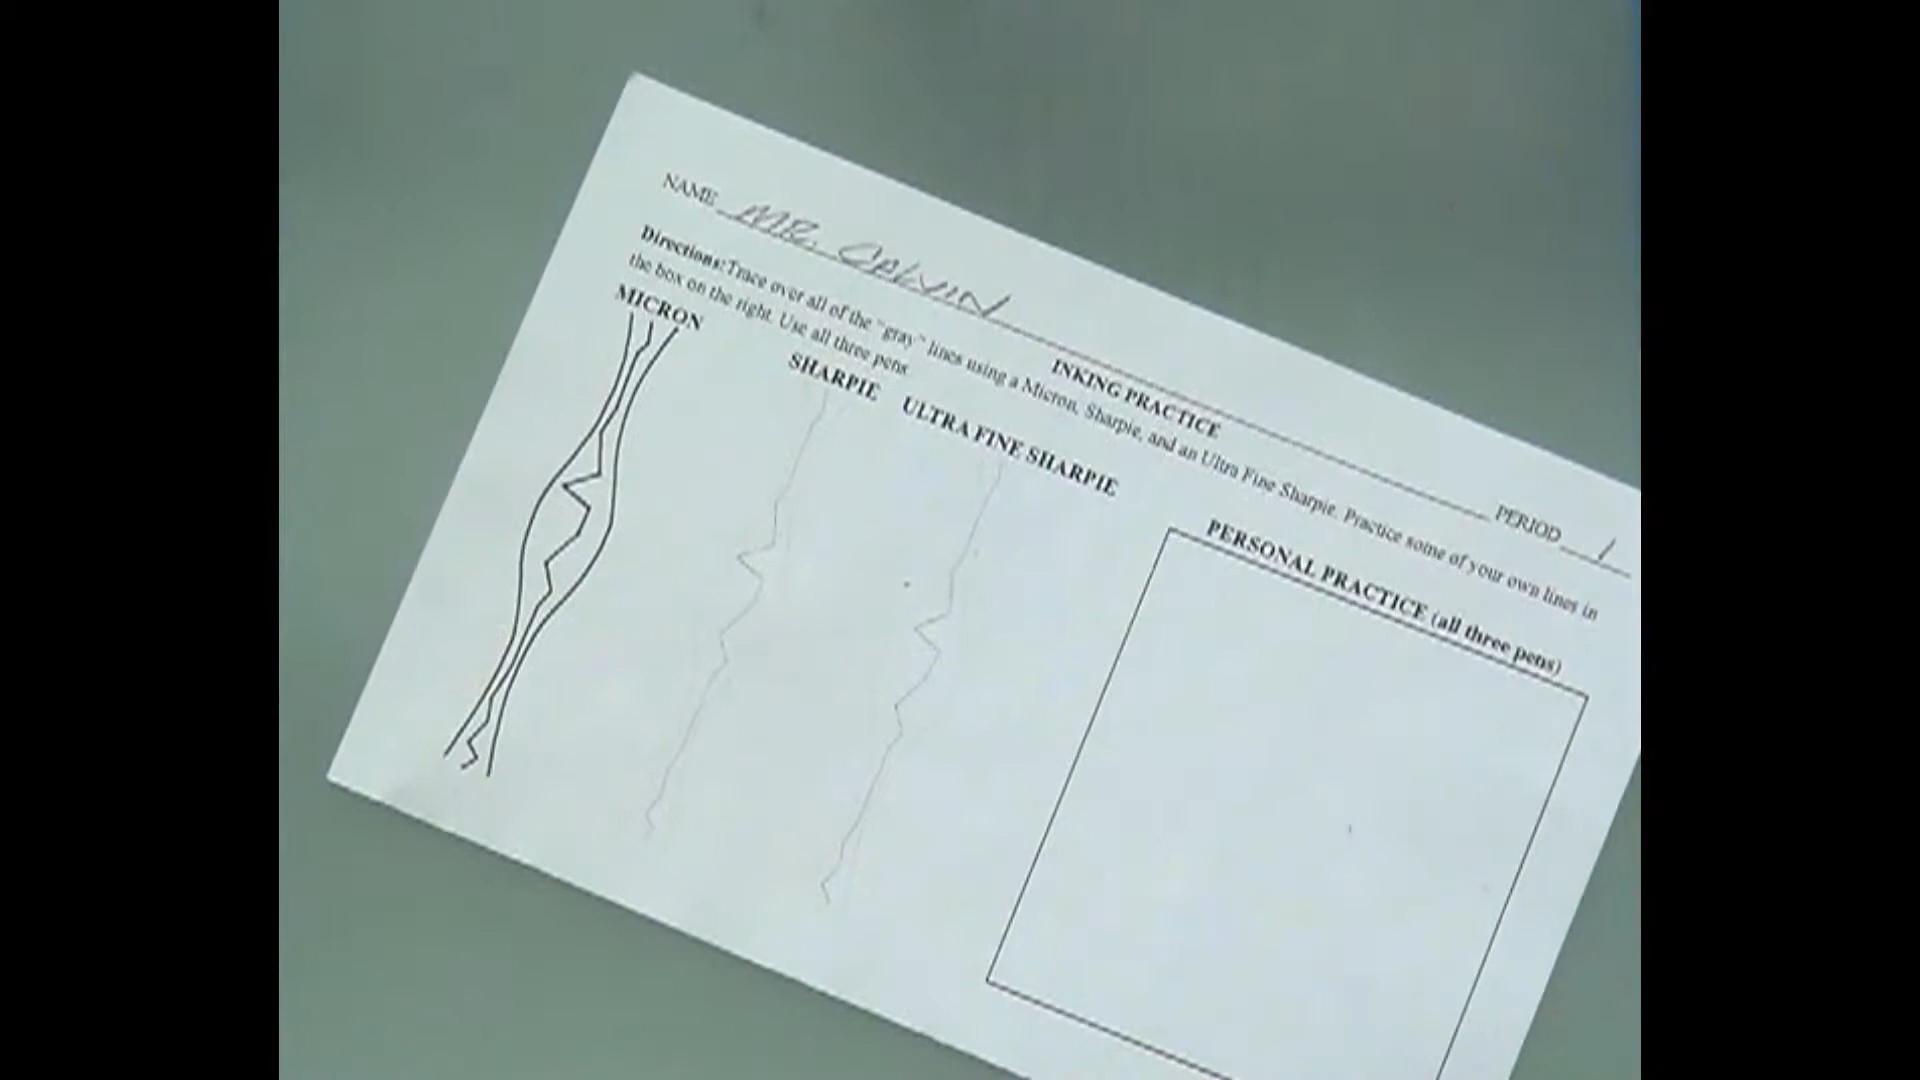 NAME MR. CALVIN PERIOD 1
INKING PRACTICE
Directions: Trace over all of the "gray" lines using a Micron, Sharpie, and an Ultra Fine Sharpie. Practice some of your own lines in
the box on the right. Use all three pens
MICRON SHARPIE ULTRA FINE SHARPIE PERSONAL PRACTICE (all three pens)